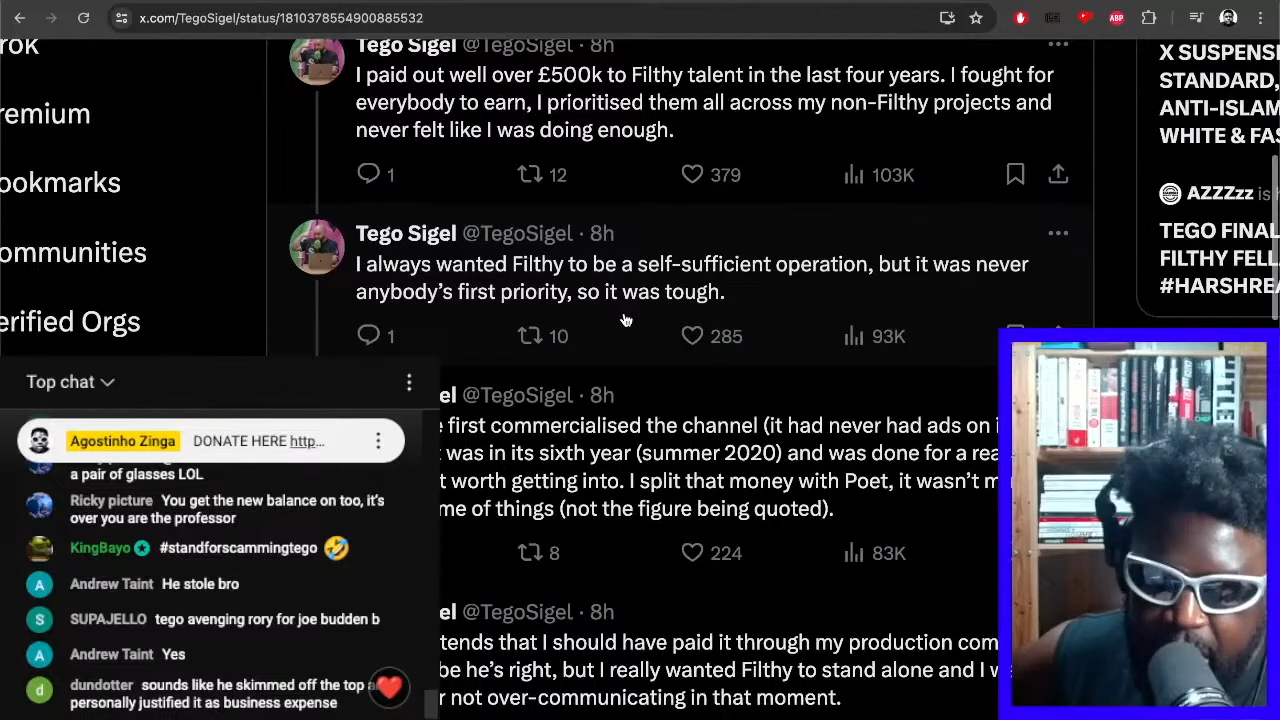 x.com/TegoSigel/status/1810378554900885532
ABP
rok
remium
ookmarks
ommunities
erified Orgs
Tego Sigel @TegoSigel · 8h
I paid out well over £500k to Filthy talent in the last four years. I fought for
everybody to earn, I prioritised them all across my non-Filthy projects and
never felt like I was doing enough.
1 12 379 103K
Tego Sigel @TegoSigel · 8h
I always wanted Filthy to be a self-sufficient operation, but it was never
anybody's first priority, so it was tough.
1 10 285 93K
el @TegoSigel · 8h
e first commercialised the channel (it had never had ads on i
t was in its sixth year (summer 2020) and was done for a rea
t worth getting into. I split that money with Poet, it wasn't m
me of things (not the figure being quoted).
8 224 83K
el @TegoSigel · 8h
tends that I should have paid it through my production com
be he's right, but I really wanted Filthy to stand alone and I w
r not over-communicating in that moment.
X SUSPENS
STANDARD,
ANTI-ISLAM
WHITE & FAS
AZZZzz is
TEGO FINAL
FILTHY FELL
#HARSHREA
Top chat
Agostinho Zinga DONATE HERE http...
a pair of glasses LOL
Ricky picture You get the new balance on too, it's
over you are the professor
KingBayo #standforscammingtego
A Andrew Taint He stole bro
S SUPAJELLO tego avenging rory for joe budden b
A Andrew Taint Yes
d dundotter sounds like he skimmed off the top a
personally justified it as business expense